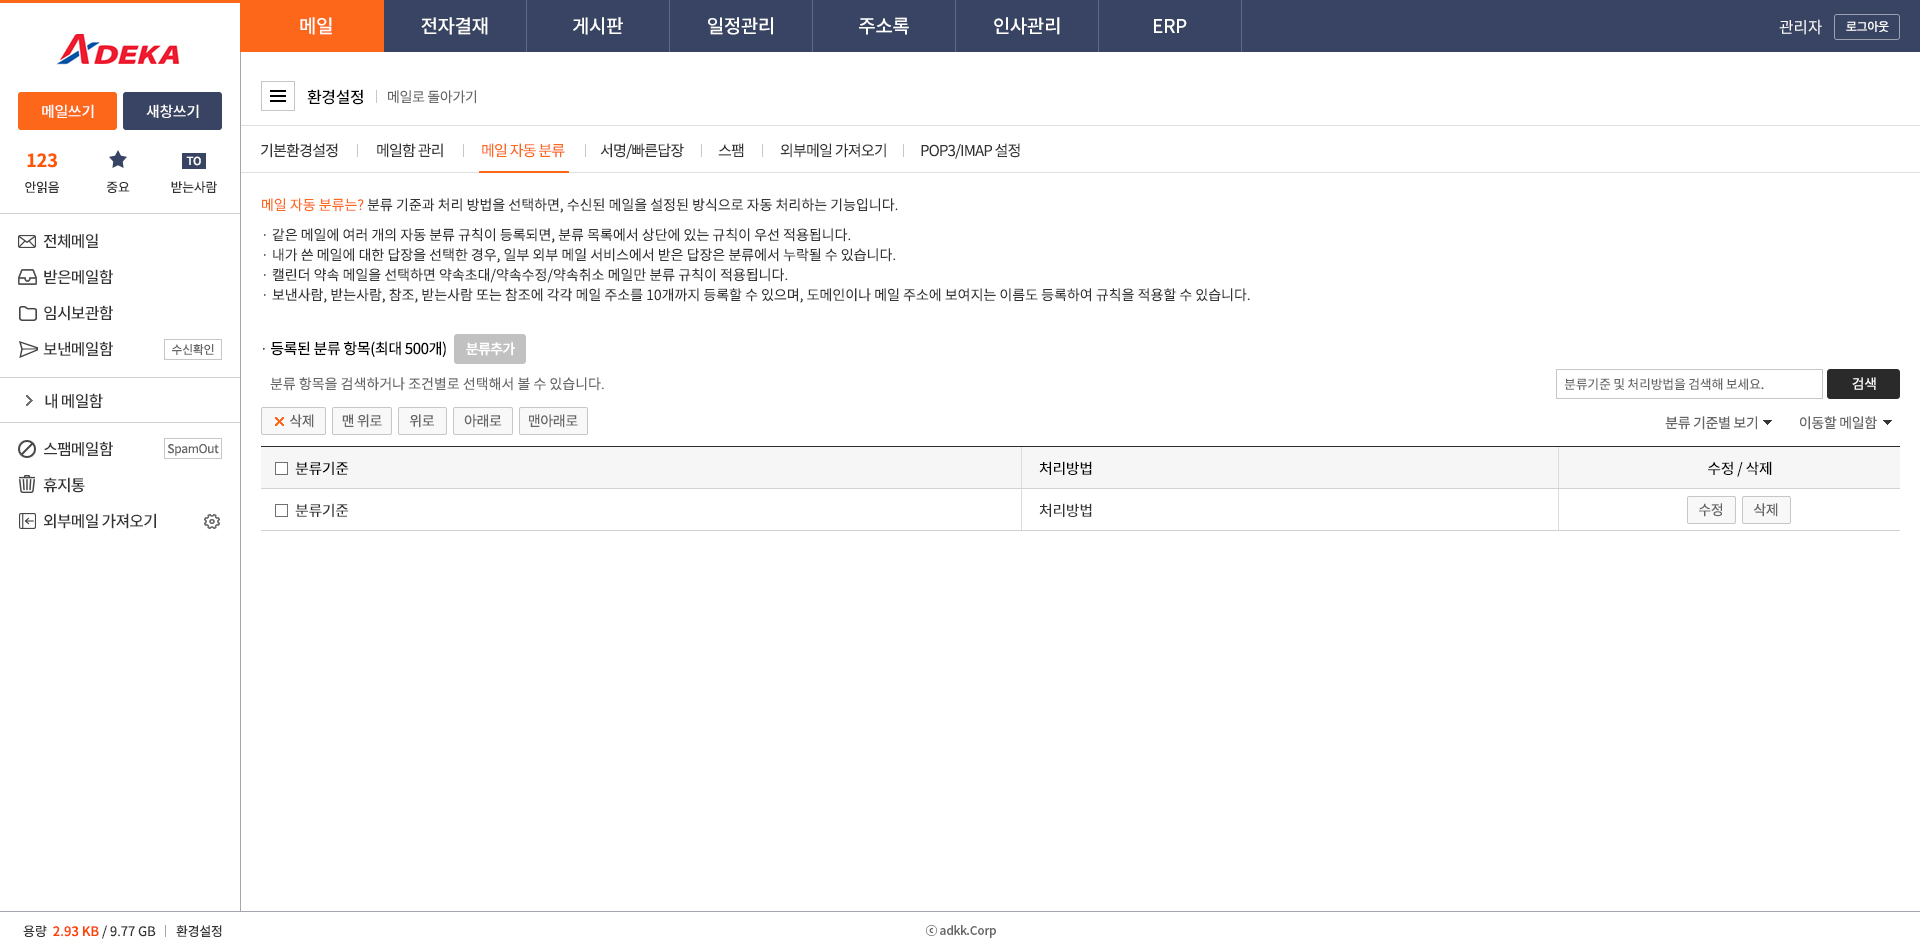 ADEKA
메일 전자결재 게시판 일정관리 주소록 인사관리 ERP 관리자 로그아웃
메일쓰기 새창쓰기
123 TO
안읽음 중요 받는사람
전체메일
받은메일함
임시보관함
보낸메일함 수신확인
내 메일함
스팸메일함 SpamOut
휴지통
외부메일 가져오기
환경설정 메일로 돌아가기
기본환경설정 메일함 관리 메일 자동 분류 서명/빠른답장 스팸 외부메일 가져오기 POP3/IMAP 설정
메일 자동 분류는? 분류 기준과 처리 방법을 선택하면, 수신된 메일을 설정된 방식으로 자동 처리하는 기능입니다.
· 같은 메일에 여러 개의 자동 분류 규칙이 등록되면, 분류 목록에서 상단에 있는 규칙이 우선 적용됩니다.
· 내가 쓴 메일에 대한 답장을 선택한 경우, 일부 외부 메일 서비스에서 받은 답장은 분류에서 누락될 수 있습니다.
· 캘린더 약속 메일을 선택하면 약속초대/약속수정/약속취소 메일만 분류 규칙이 적용됩니다.
· 보낸사람, 받는사람, 참조, 받는사람 또는 참조에 각각 메일 주소를 10개까지 등록할 수 있으며, 도메인이나 메일 주소에 보여지는 이름도 등록하여 규칙을 적용할 수 있습니다.
· 등록된 분류 항목(최대 500개) 분류추가
분류 항목을 검색하거나 조건별로 선택해서 볼 수 있습니다.
분류기준 및 처리방법을 검색해 보세요. 검색
삭제 맨 위로 위로 아래로 맨아래로
분류 기준별 보기 이동할 메일함
분류기준 처리방법 수정 / 삭제
분류기준 처리방법 수정 삭제
용량 2.93 KB / 9.77 GB 환경설정
ⓒ adkk.Corp